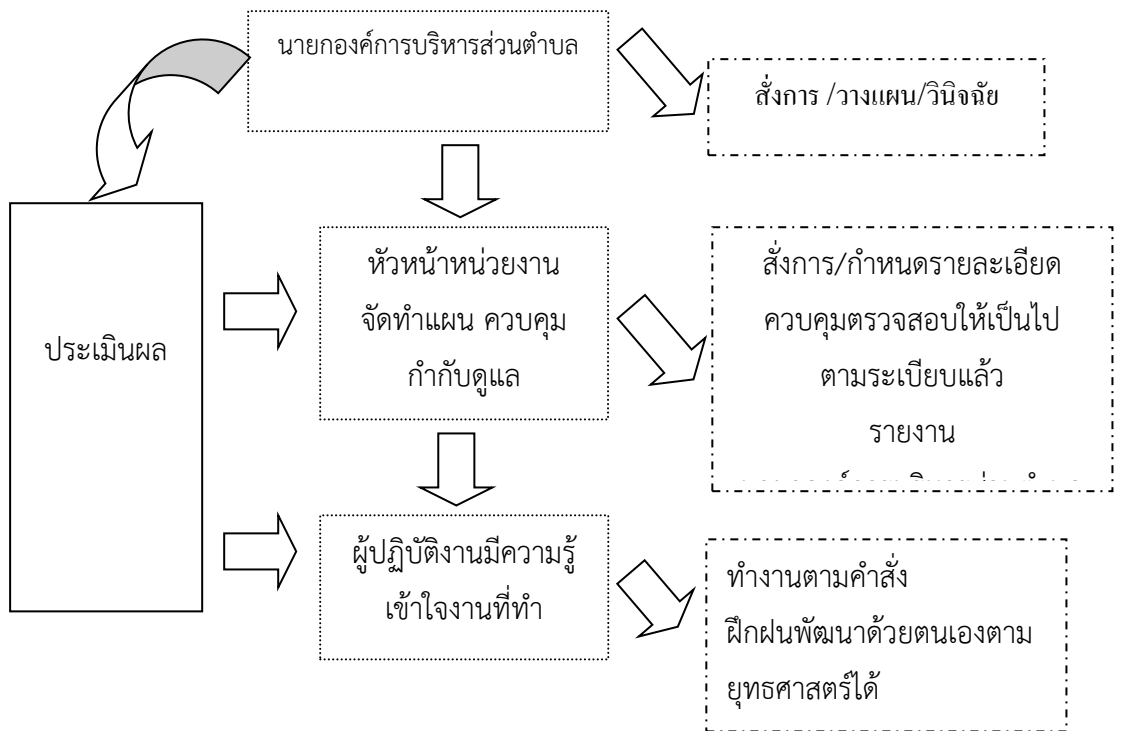 นายกองค์การบริหารส่วนตำบล
สั่งการ /วางแผน/วินิจฉัย
ประเมินผล
หัวหน้าหน่วยงาน
จัดทำแผน ควบคุม
กำกับดูแล
สั่งการ/กำหนดรายละเอียด
ควบคุมตรวจสอบให้เป็นไป
ตามระเบียบแล้ว
รายงาน
ผู้ปฏิบัติงานมีความรู้
เข้าใจงานที่ทำ
ทำงานตามคำสั่ง
ฝึกฝนพัฒนาด้วยตนเองตาม
ยุทธศาสตร์ได้